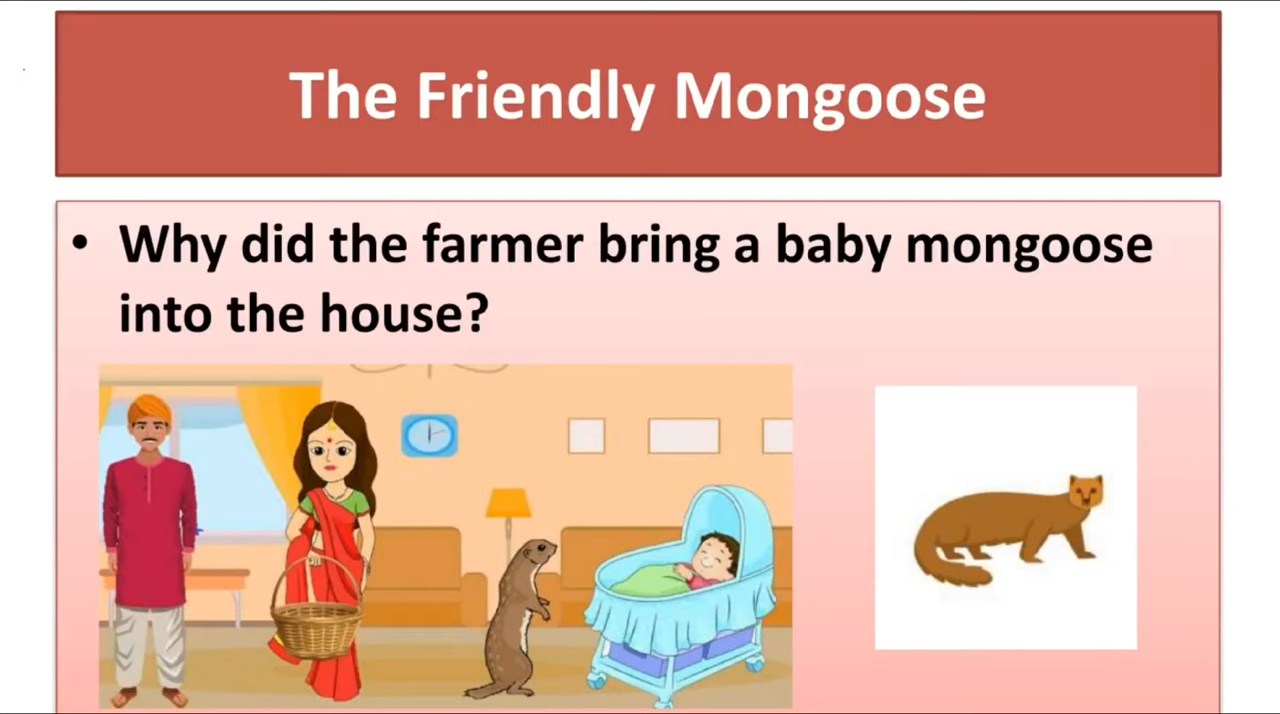 The Friendly Mongoose
• Why did the farmer bring a baby mongoose
into the house?